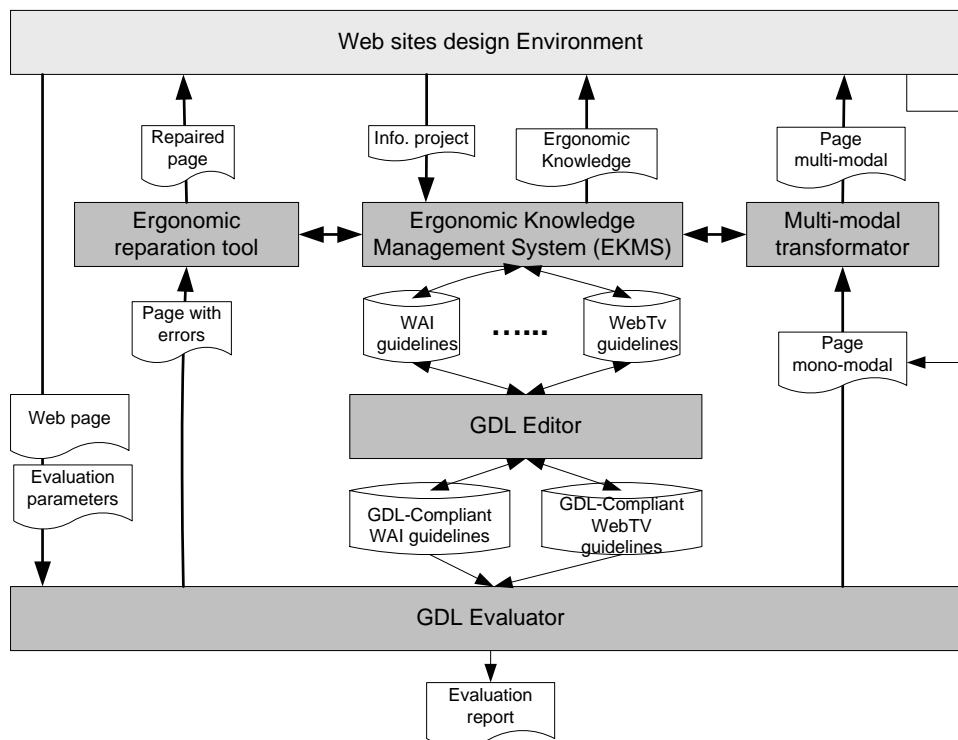 Web sites design Environment
Repaired
page
Info. project
Ergonomic
Knowledge
Page
multi-modal
Ergonomic
reparation tool
Ergonomic Knowledge
Management System (EKMS)
Multi-modal
transformator
Page with
errors
WAI
guidelines
…...
WebTv
guidelines
Page
mono-modal
Web page
GDL Editor
Evaluation
parameters
GDL-Compliant
WAI guidelines
GDL-Compliant
WebTV
guidelines
GDL Evaluator
Evaluation
report